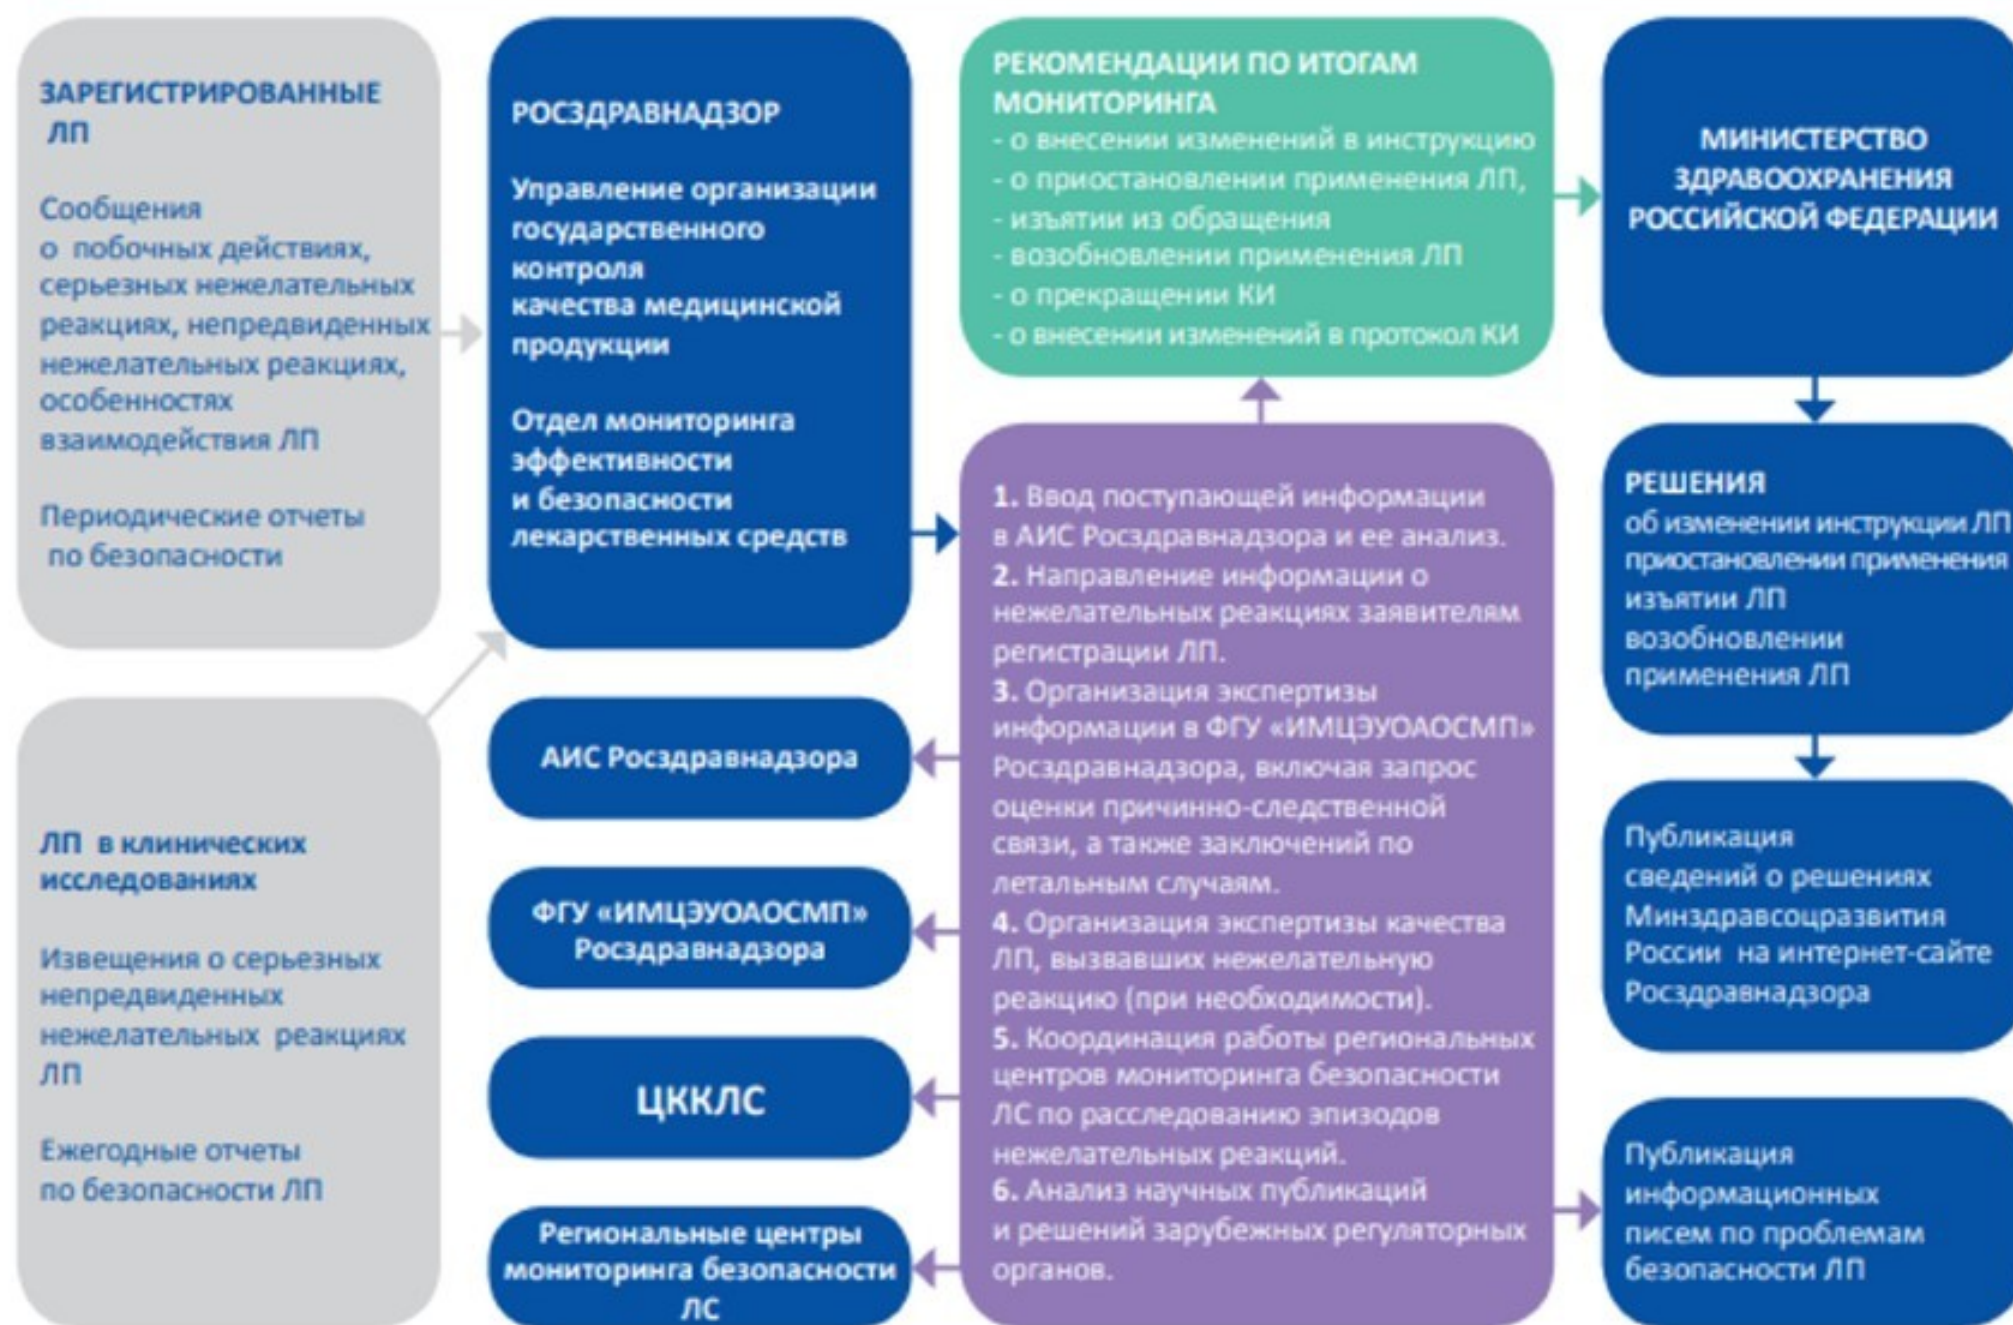 ЗАРЕГИСТРИРОВАННЫЕ
ЛП
Сообщения
о побочных действиях,
серьезных нежелательных
реакциях, непредвиденных
нежелательных реакциях,
особенностях
взаимодействия ЛП
Периодические отчеты
по безопасности
ЛП в клинических
исследованиях
Извещения о серьезных
непредвиденных
нежелательных реакциях
ЛП
Ежегодные отчеты
по безопасности ЛП
РОСЗДРАВНАДЗОР
Управление организации
государственного
контроля
качества медицинской
продукции
Отдел мониторинга
эффективности
и безопасности
лекарственных средств
АИС Росздравнадзора
ФГУ «ИМЦЭУОАОСМП»
Росздравнадзора
ЦККЛС
Региональные центры
мониторинга безопасности
ЛС
РЕКОМЕНДАЦИИ ПО ИТОГАМ
МОНИТОРИНГА
- о внесении изменений в инструкцию
- о приостановлении применения ЛП,
- изъятии из обращения
- возобновлении применения ЛП
- о прекращении КИ
- о внесении изменений в протокол КИ
1. Ввод поступающей информации
в АИС Росздравнадзора и ее анализ.
2. Направление информации о
нежелательных реакциях заявителям
регистрации ЛП.
3. Организация экспертизы
информации в ФГУ «ИМЦЭУОАОСМП»
Росздравнадзора, включая запрос
оценки причинно-следственной
связи, а также заключений по
летальным случаям.
4. Организация экспертизы качества
ЛП, вызвавших нежелательную
реакцию (при необходимости).
5. Координация работы региональных
центров мониторинга безопасности
ЛС по расследованию эпизодов
нежелательных реакций.
6. Анализ научных публикаций
и решений зарубежных регуляторных
органов.
МИНИСТЕРСТВО
ЗДРАВООХРАНЕНИЯ
РОССИЙСКОЙ ФЕДЕРАЦИИ
РЕШЕНИЯ
об изменении инструкции ЛП
приостановлении применения
изъятии ЛП
возобновлении
применения ЛП
Публикация
сведений о решениях
Минздравсоцразвития
России на интернет-сайте
Росздравнадзора
Публикация
информационных
писем по проблемам
безопасности ЛП